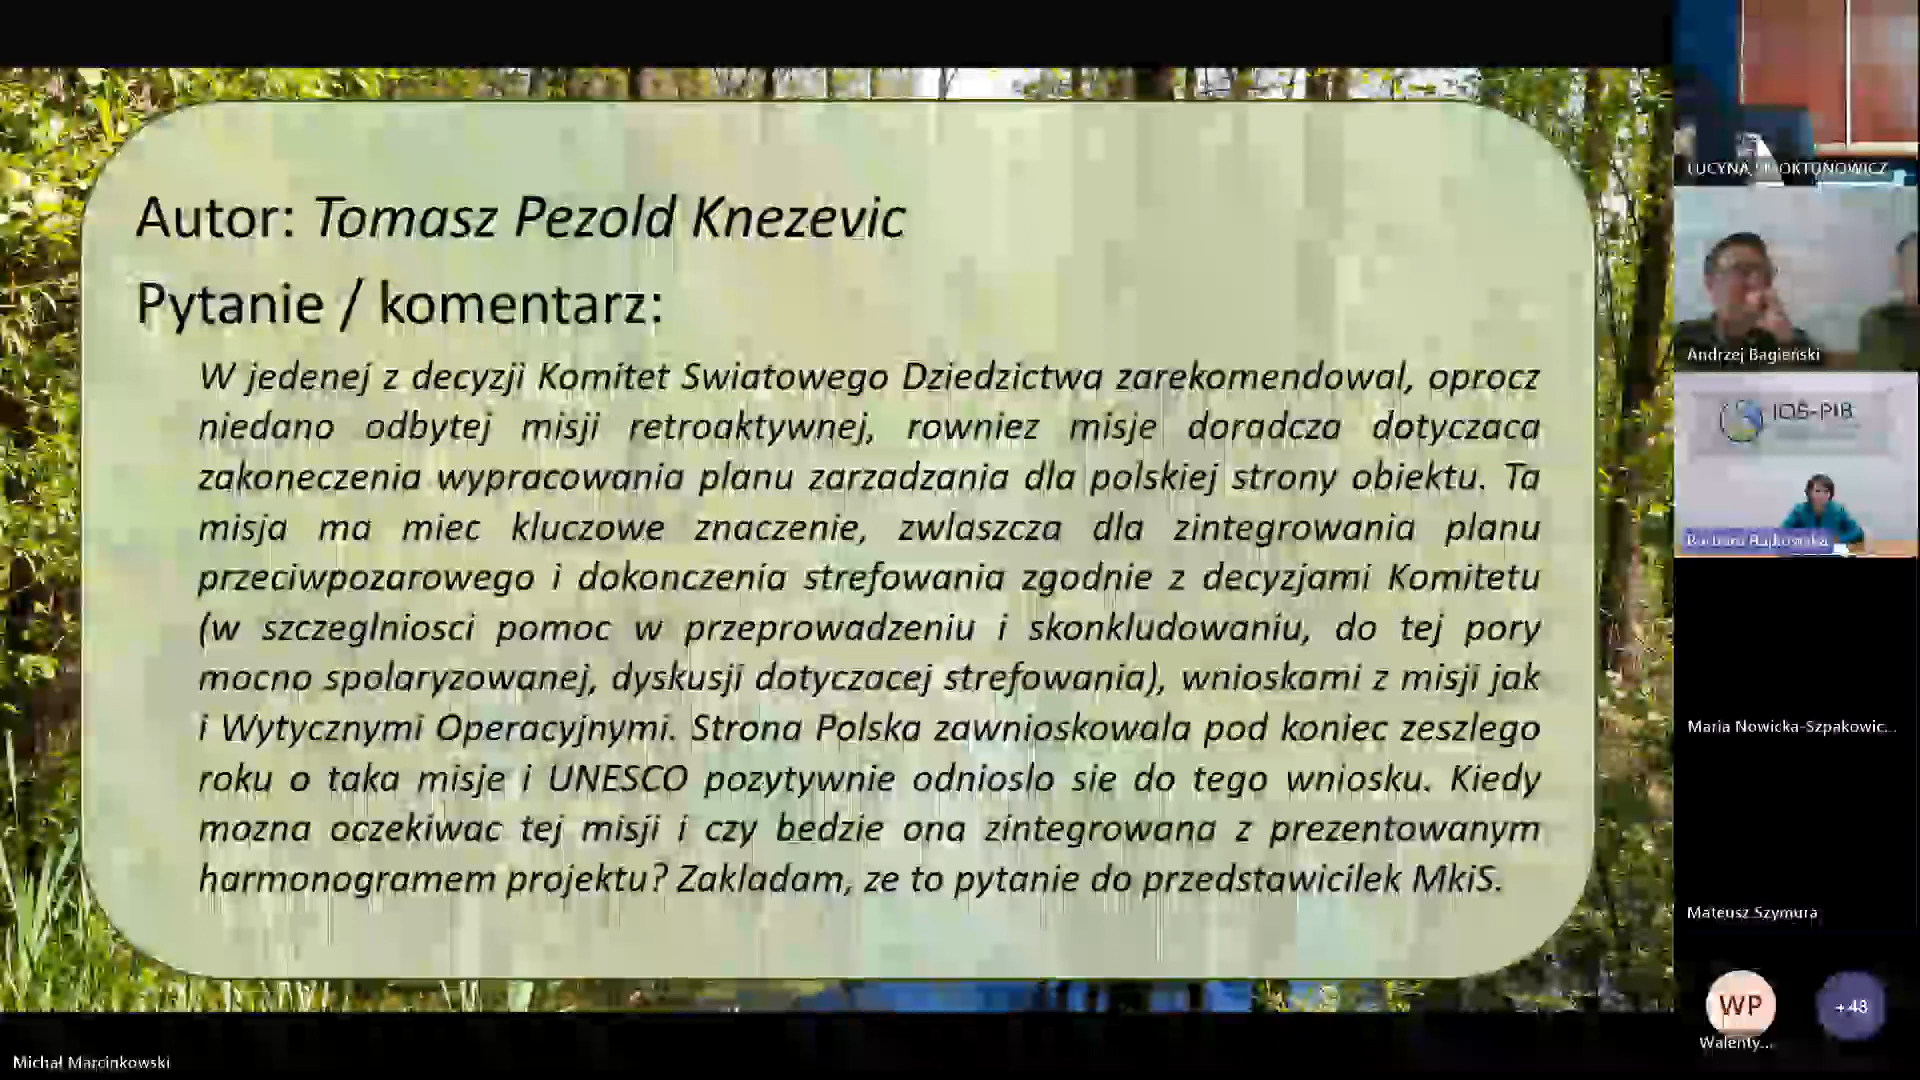 Autor: Tomasz Pezold Knezevic
Pytanie / komentarz:
W jedenej z decyzji Komitet Swiatowego Dziedzictwa zarekomendowal, oprocz
niedano odbytej misji retroaktywnej, rowniez misje doradcza dotyczaca
zakoneczenia wypracowania planu zarzadzania dla polskiej strony obiektu. Ta
misja ma miec kluczowe znaczenie, zwlaszcza dla zintegrowania planu
przeciwpozarowego i dokonczenia strefowania zgodnie z decyzjami Komitetu
(w szczeglniosci pomoc w przeprowadzeniu i skonkludowaniu, do tej pory
mocno spolaryzowanej, dyskusji dotyczacej strefowania), wnioskami z misji jak
i Wytycznymi Operacyjnymi. Strona Polska zawnioskowala pod koniec zeszlego
roku o taka misje i UNESCO pozytywnie odnioslo sie do tego wniosku. Kiedy
mozna oczekiwac tej misji i czy bedzie ona zintegrowana z prezentowanym
harmonogramem projektu? Zakladam, ze to pytanie do przedstawicilek MkiS.
LUCYNA
Andrzej Bagieński
IOŚ-PIB
Barbara Rajkowska
Maria Nowicka-Szpakowic...
Mateusz Szymura
WP
+48
Walenty...
Michał Marcinkowski